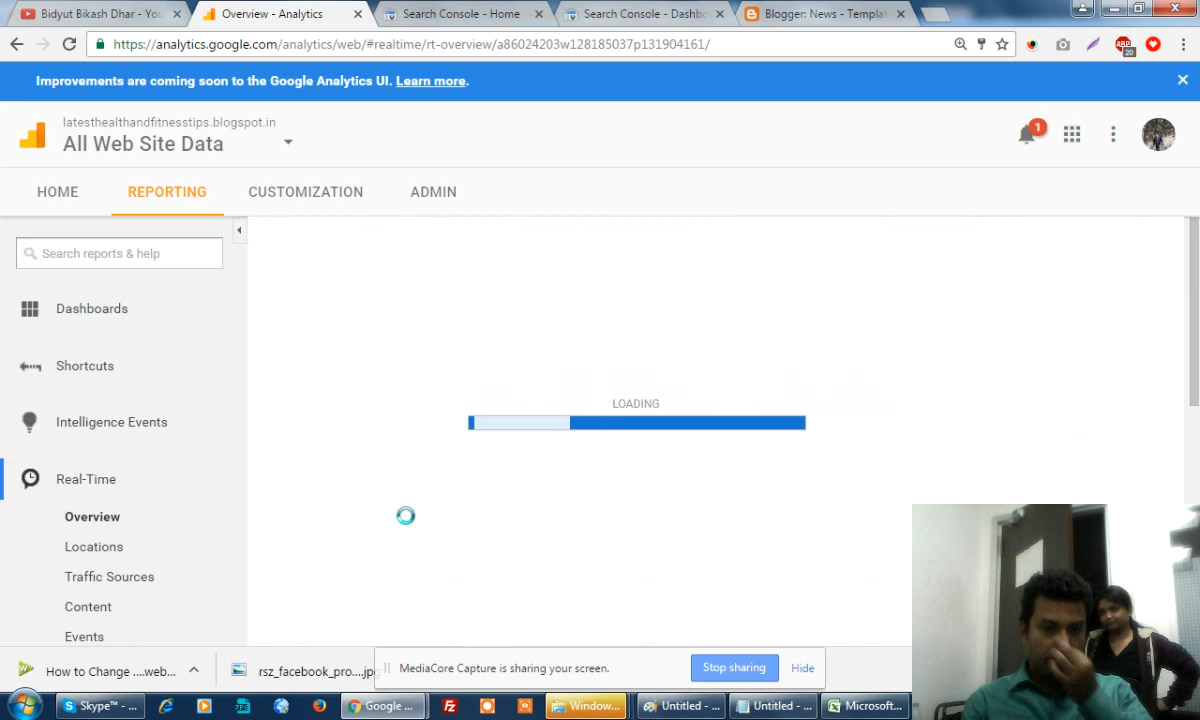 Bidyut Bikash Dhar - You
Overview - Analytics
Search Console - Home
Search Console - Dashbo
Blogger: News - Templat
https://analytics.google.com/analytics/web/#realtime/rt-overview/a86024203w128185037p131904161/
ABP
20
Improvements are coming soon to the Google Analytics UI. Learn more.
latesthealthandfitnesstips.blogspot.in
All Web Site Data
1
HOME
REPORTING
CUSTOMIZATION
ADMIN
Search reports & help
Dashboards
Shortcuts
Intelligence Events
Real-Time
Overview
Locations
Traffic Sources
Content
Events
LOADING
How to Change ....web...
rsz_facebook_pro....jpg
MediaCore Capture is sharing your screen.
Stop sharing
Hide
Skype™ - ...
Google ...
Window...
Untitled - ...
Untitled - ...
Microsoft...